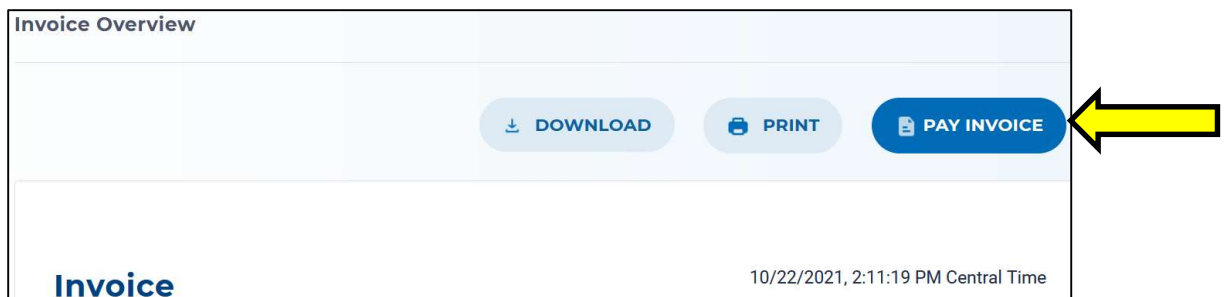 Invoice Overview
DOWNLOAD PRINT PAY INVOICE
Invoice 10/22/2021, 2:11:19 PM Central Time